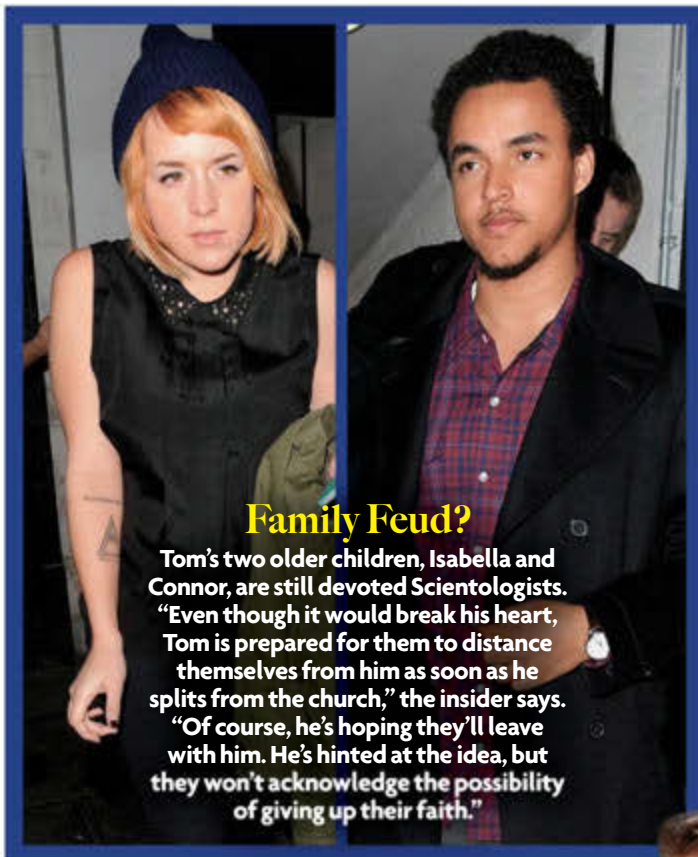 Family Feud?
Tom's two older children, Isabella and
Connor, are still devoted Scientologists.
“Even though it would break his heart,
Tom is prepared for them to distance
themselves from him as soon as he
splits from the church,” the insider says.
“Of course, he's hoping they'll leave
with him. He's hinted at the idea, but
they won't acknowledge the possibility
of giving up their faith.”